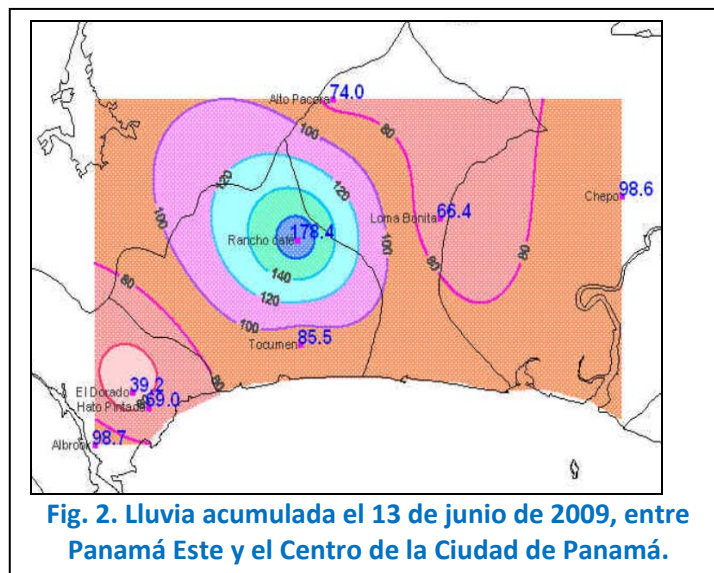 74.0
Alto Pacora
100
80
120
120
100
Chepo
98.6
Loma Bonita
66.4
178.4
Rancho café
100
80
80
140
120
80
100
Tocumen
85.5
El Dorado
39.2
Hato Pintado
69.0
Albrook
98.7
Fig. 2. Lluvia acumulada el 13 de junio de 2009, entre
Panamá Este y el Centro de la Ciudad de Panamá.